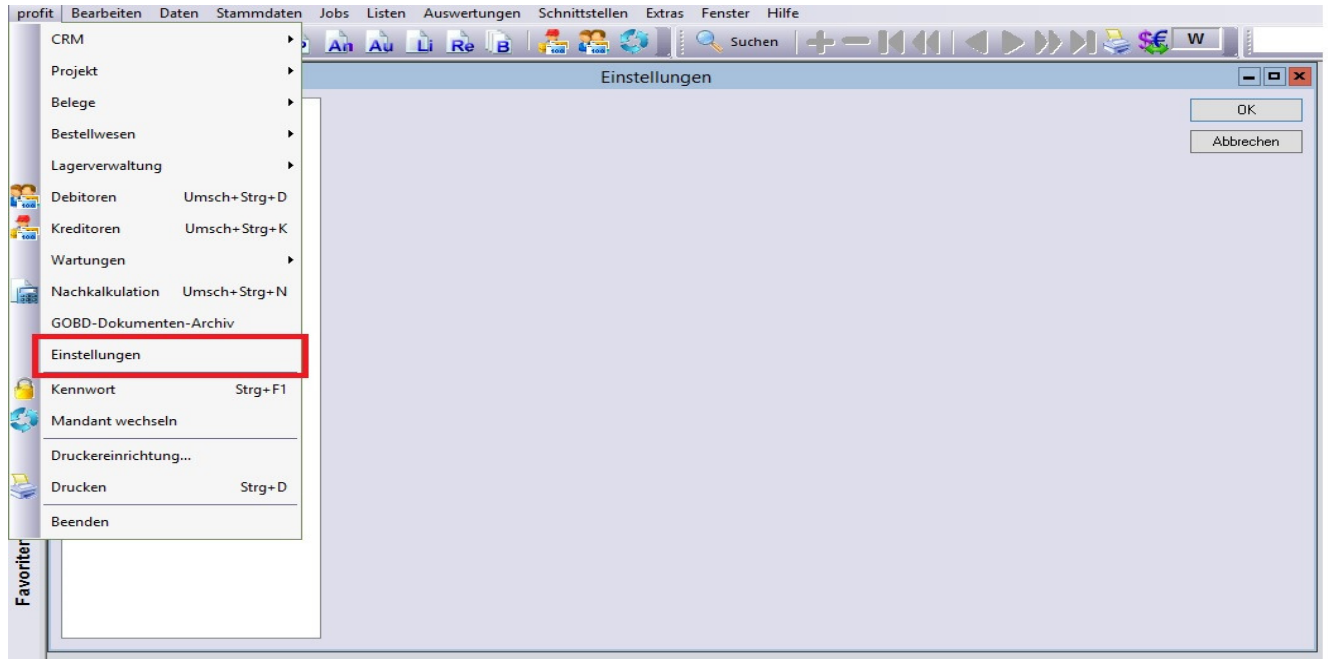 profit Bearbeiten Daten Stammdaten Jobs Listen Auswertungen Schnittstellen Extras Fenster Hilfe
An Au Li Re B Suchen $€ W
CRM
Projekt
Belege
Bestellwesen
Lagerverwaltung
Debitoren Umsch+Strg+D
Kreditoren Umsch+Strg+K
Wartungen
Nachkalkulation Umsch+Strg+N
GOBD-Dokumenten-Archiv
Einstellungen
Kennwort Strg+F1
Mandant wechseln
Druckereinrichtung...
Drucken Strg+D
Beenden
Einstellungen
OK
Abbrechen